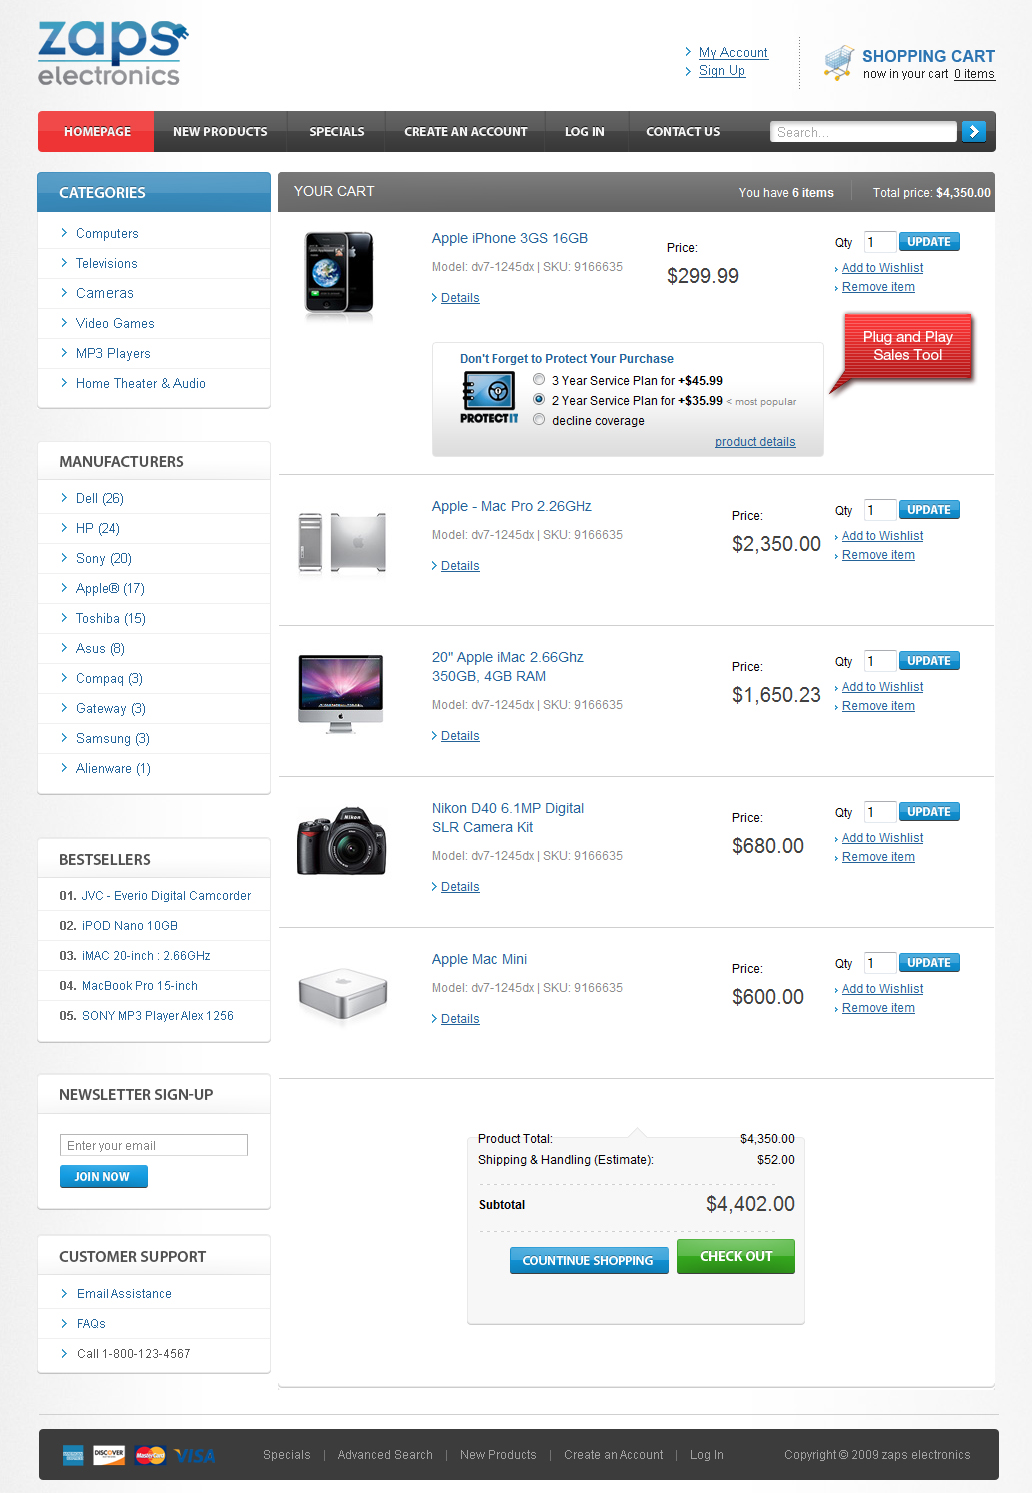 zaps
electronics
My Account
Sign Up
SHOPPING CART
now in your cart 0 items
HOMEPAGE
NEW PRODUCTS
SPECIALS
CREATE AN ACCOUNT
LOG IN
CONTACT US
Search...
CATEGORIES
Computers
Televisions
Cameras
Video Games
MP3 Players
Home Theater & Audio
MANUFACTURERS
Dell (26)
HP (24)
Sony (20)
Apple® (17)
Toshiba (15)
Asus (8)
Compaq (3)
Gateway (3)
Samsung (3)
Alienware (1)
BESTSELLERS
01. JVC - Everio Digital Camcorder
02. iPOD Nano 10GB
03. iMAC 20-inch : 2.66GHz
04. MacBook Pro 15-inch
05. SONY MP3 Player Alex 1256
NEWSLETTER SIGN-UP
Enter your email
JOIN NOW
CUSTOMER SUPPORT
Email Assistance
FAQs
Call 1-800-123-4567
YOUR CART
You have 6 items
Total price: $4,350.00
Apple iPhone 3GS 16GB
Model: dv7-1245dx | SKU: 9166635
Details
Price:
$299.99
Qty 1 UPDATE
Add to Wishlist
Remove item
Plug and Play
Sales Tool
Don't Forget to Protect Your Purchase
PROTECT IT
3 Year Service Plan for +$45.99
2 Year Service Plan for +$35.99 < most popular
decline coverage
product details
Apple - Mac Pro 2.26GHz
Model: dv7-1245dx | SKU: 9166635
Details
Price:
$2,350.00
Qty 1 UPDATE
Add to Wishlist
Remove item
20" Apple iMac 2.66Ghz
350GB, 4GB RAM
Model: dv7-1245dx | SKU: 9166635
Details
Price:
$1,650.23
Qty 1 UPDATE
Add to Wishlist
Remove item
Nikon
Nikon D40 6.1MP Digital
SLR Camera Kit
Model: dv7-1245dx | SKU: 9166635
Details
Price:
$680.00
Qty 1 UPDATE
Add to Wishlist
Remove item
Apple Mac Mini
Model: dv7-1245dx | SKU: 9166635
Details
Price:
$600.00
Qty 1 UPDATE
Add to Wishlist
Remove item
Product Total: $4,350.00
Shipping & Handling (Estimate): $52.00
Subtotal $4,402.00
COUNTINUE SHOPPING
CHECK OUT
DISCOVER
MasterCard
VISA
Specials | Advanced Search | New Products | Create an Account | Log In
Copyright © 2009 zaps electronics